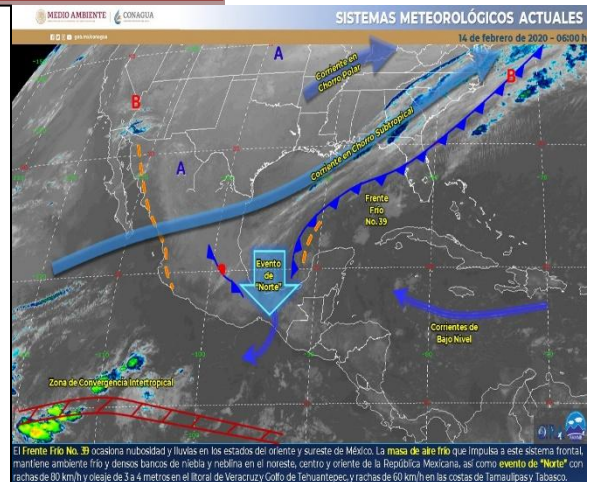 MEDIO AMBIENTE
CONAGUA
SISTEMAS METEOROLÓGICOS ACTUALES
gob.mx/conagua
14 de febrero de 2020 – 06:00 h
A
Corriente en
Chorro Polar
B
B
A
Corriente en Chorro Subtropical
Frente
Frío
No. 39
Evento
de
"Norte"
Corrientes de
Bajo Nivel
Zona de Convergencia Intertropical
El Frente Frío No. 39 ocasiona nubosidad y lluvias en los estados del oriente y sureste de México. La masa de aire frío que impulsa a este sistema frontal,
mantiene ambiente frío y densos bancos de niebla y neblina en el noreste, centro y oriente de la República Mexicana, así como evento de "Norte" con
rachas de 80 km/h y oleaje de 3 a 4 metros en el litoral de Veracruz y Golfo de Tehuantepec, y rachas de 60 km/h en las costas de Tamaulipas y Tabasco.